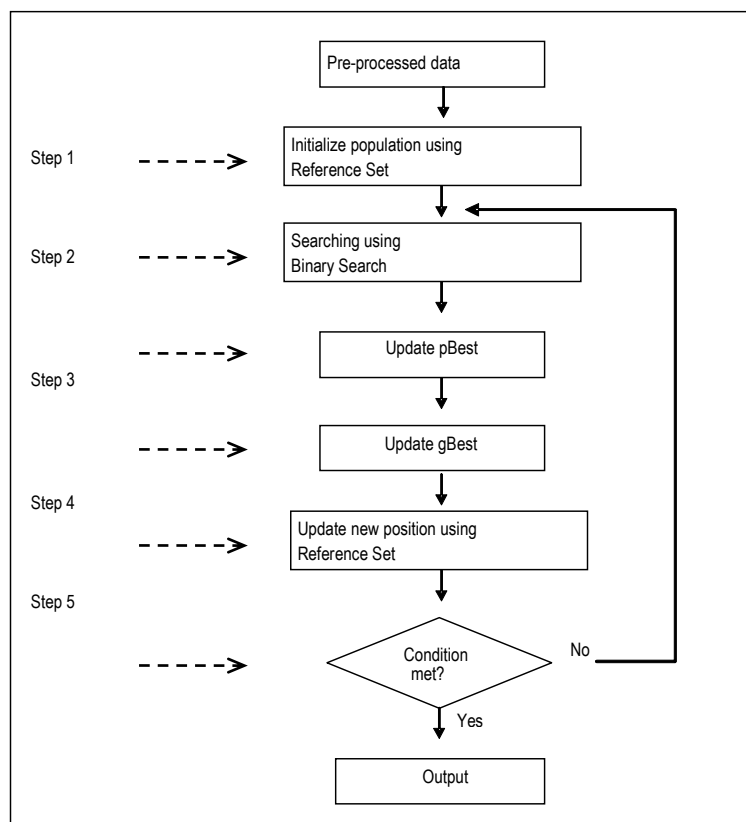 Pre-processed data
Step 1
Initialize population using
Reference Set
Step 2
Searching using
Binary Search
Update pBest
Step 3
Update gBest
Step 4
Update new position using
Reference Set
Step 5
Condition
met?
No
Yes
Output